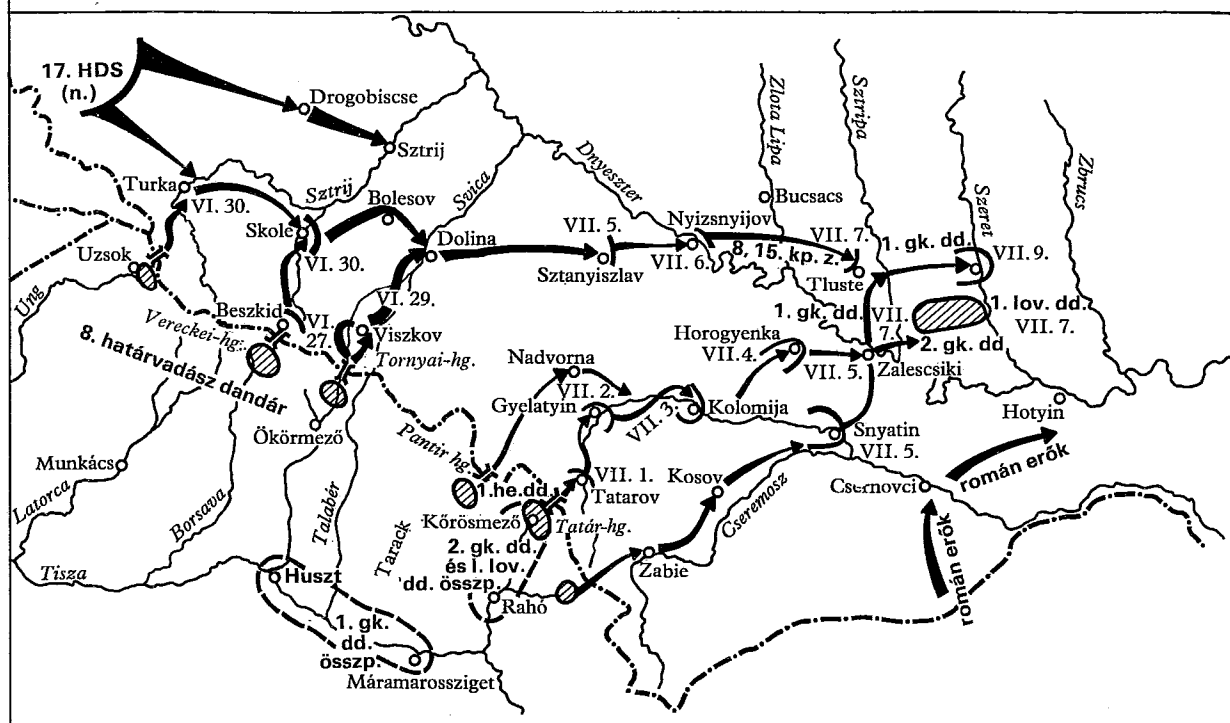 17. HDS
(n.)
Drogobiscse
Sztrij
Turka
VI. 30.
Sztrij
Bolesov
Svica
Dnyeszter
Zlota Lipa
Sztripa
Szeret
Zbrucs
Bucsacs
Skole
VI. 30.
Dolina
VII. 5.
Sztanyiszlav
Nyizsnyijov
VII. 6.
8, 15. kp. z.
VII. 7.
Tluste
1. gk. dd.
VII. 9.
Uzsok
Ung
Vereckei-hg.
Beszkid
VI.
27.
VI. 29.
Viszkov
Tornyai-hg.
8. határvadász dandár
Ökörmező
Munkács
Latorca
Borsava
Talabér
Tarack
Tisza
Huszt
1. gk.
dd.
összp.
Máramarossziget
Nadvorna
VII. 2.
Gyelatyin
Pantir hg.
1. he. dd.
VII. 1.
Tatarov
Kőrösmező
Tatár-hg.
2. gk. dd.
és l. lov.
dd. összp.
Rahó
VII. 3.
Kolomija
Horogyenka
VII. 4.
1. gk. dd.
VII.
7.
1. lov. dd.
VII. 7.
2. gk. dd.
VII. 5.
Zalescsiki
Snyatin
VII. 5.
Kosov
Cseremosz
Zabie
Hotyin
román erők
Csernovci
román erők